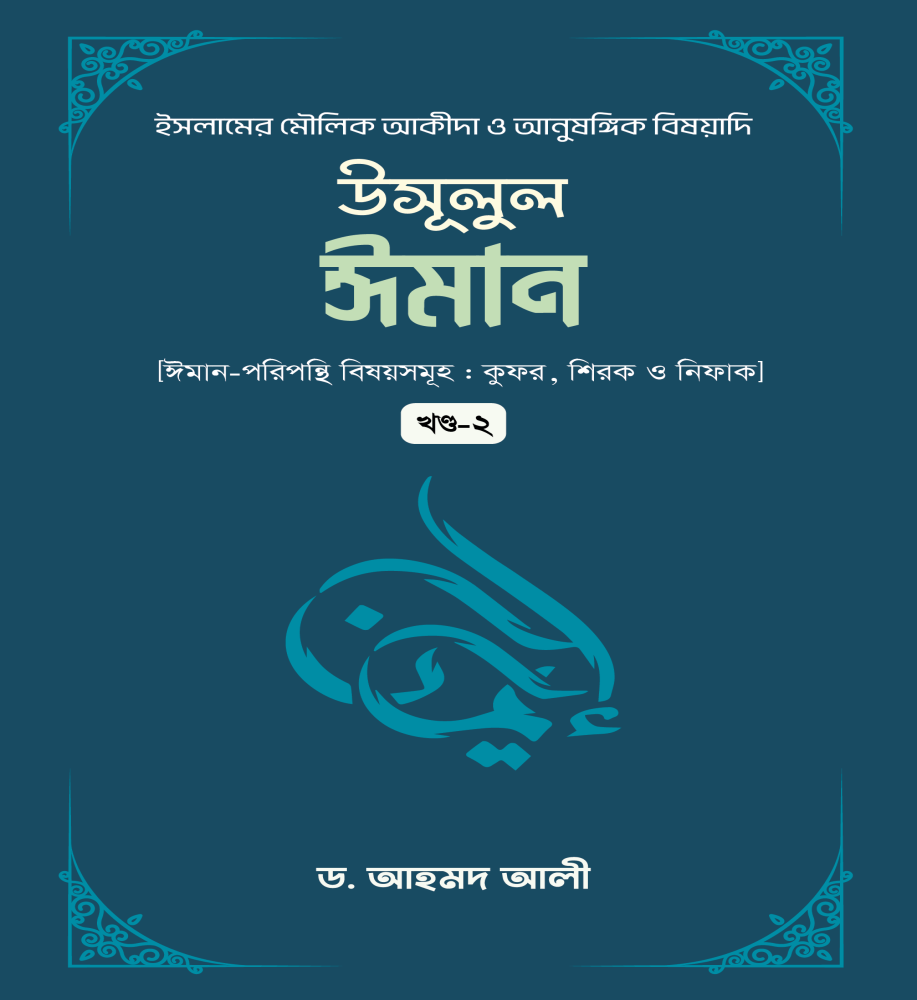 ইসলামের মৌলিক আকীদা ও আনুষঙ্গিক বিষয়াদি
উসূলুল
ঈমান
[ঈমান-পরিপন্থি বিষয়সমূহ : কুফর, শিরক ও নিফাক]
খণ্ড-২
ড. আহমদ আলী